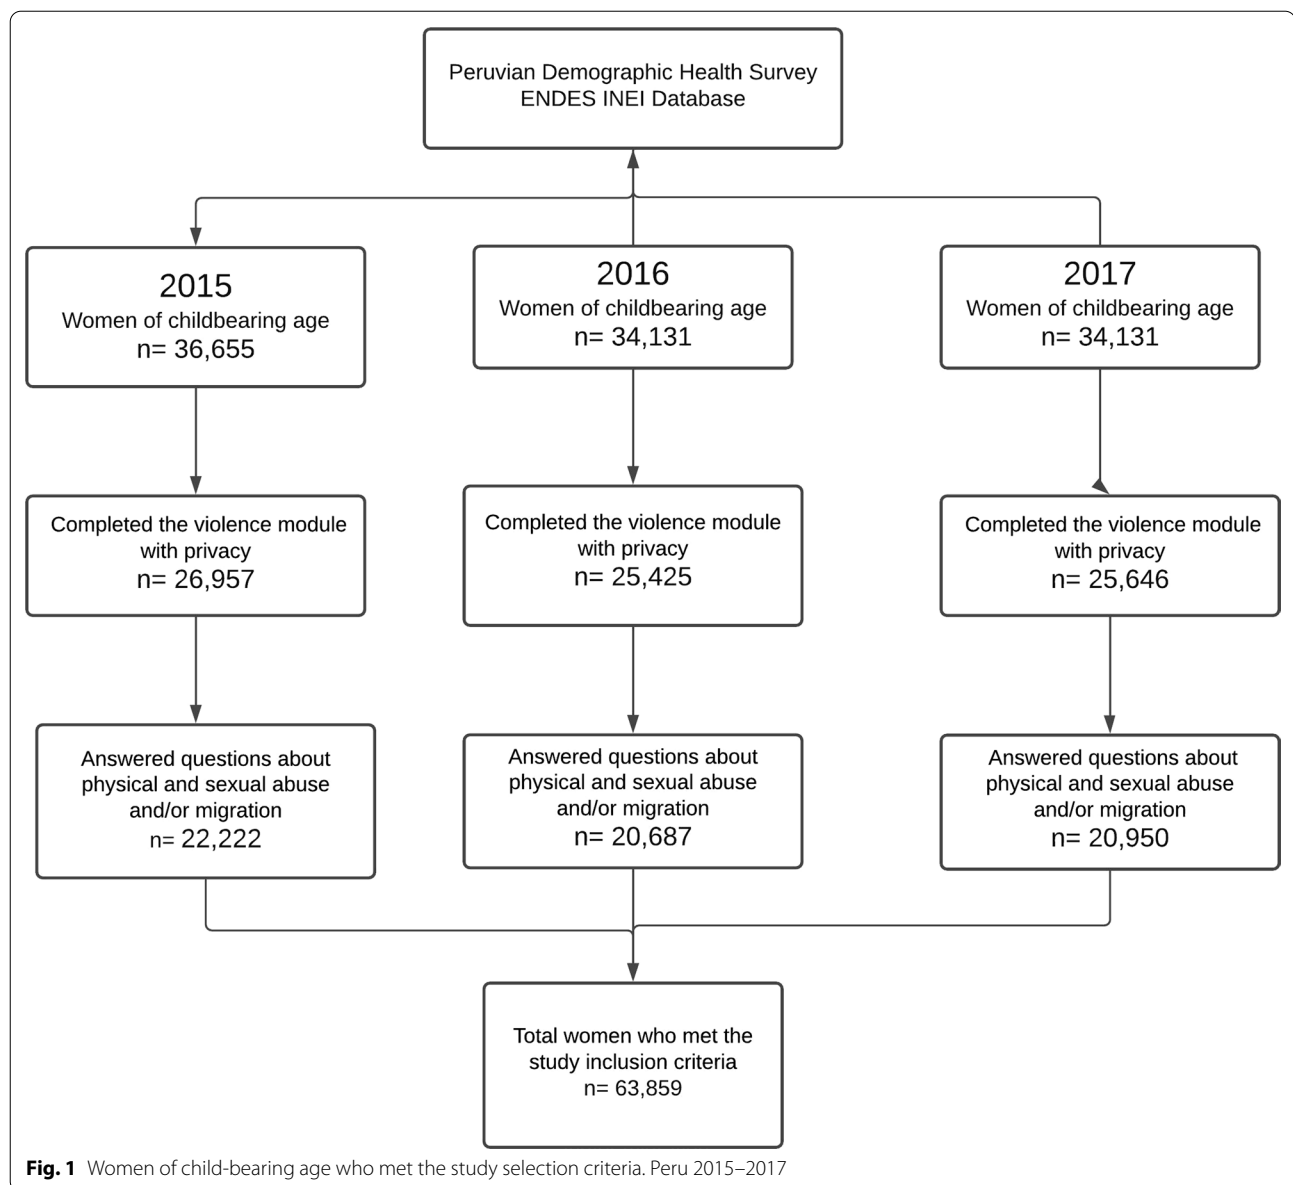 Peruvian Demographic Health Survey
ENDES INEI Database
2015
Women of childbearing age
n= 36,655
2016
Women of childbearing age
n= 34,131
2017
Women of childbearing age
n= 34,131
Completed the violence module
with privacy
n= 26,957
Completed the violence module
with privacy
n= 25,425
Completed the violence module
with privacy
n= 25,646
Answered questions about
physical and sexual abuse
and/or migration
n= 22,222
Answered questions about
physical and sexual abuse
and/or migration
n= 20,687
Answered questions about
physical and sexual abuse
and/or migration
n= 20,950
Total women who met the
study inclusion criteria
n= 63,859
Fig. 1 Women of child-bearing age who met the study selection criteria. Peru 2015–2017